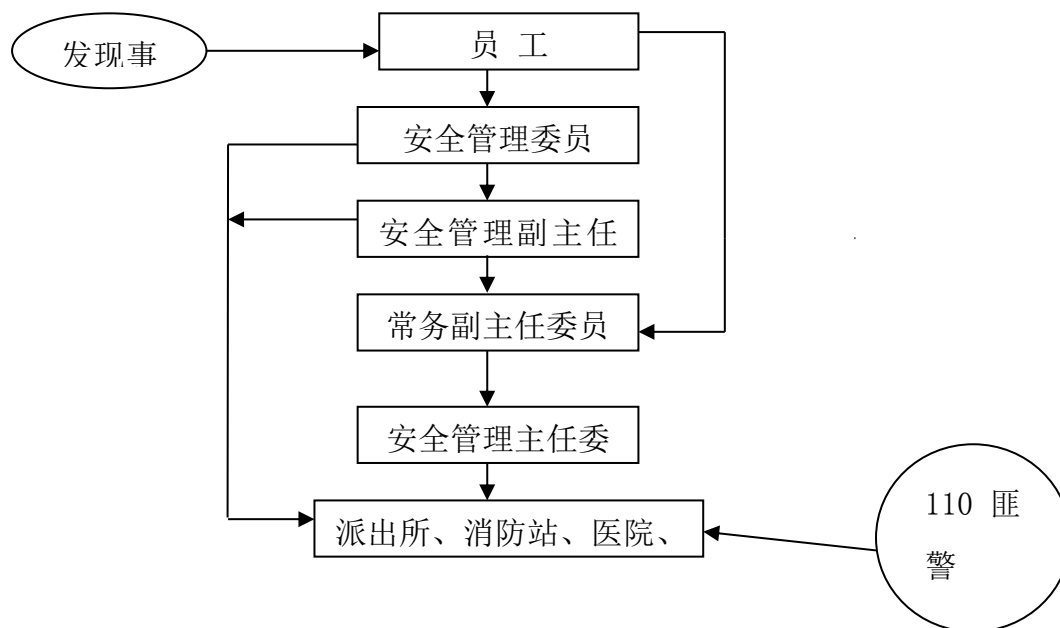 发现事
员 工
安全管理委员
安全管理副主任
常务副主任委员
安全管理主任委
派出所、消防站、医院、
110 匪
警